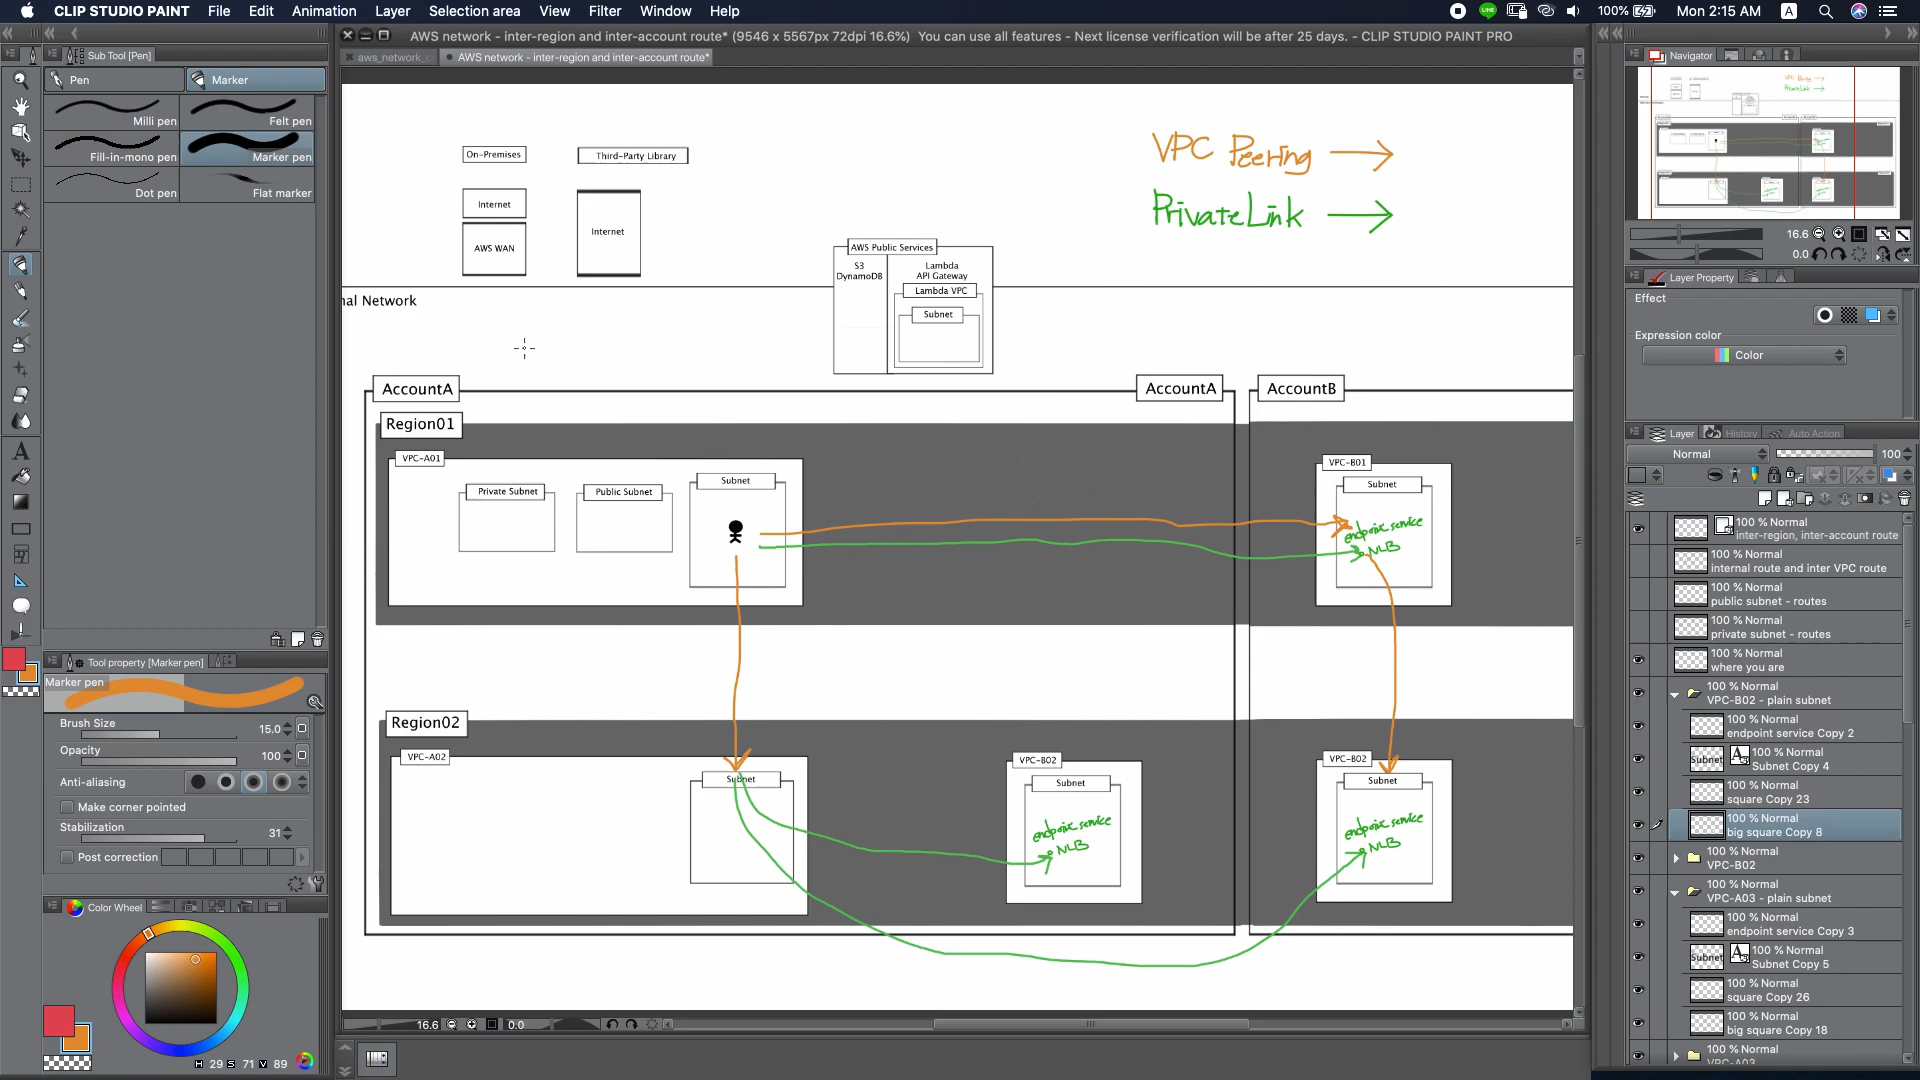 CLIP STUDIO PAINT File Edit Animation Layer Selection area View Filter Window Help 100% Mon 2:15 AM A
AWS network - inter-region and inter-account route* (9546 x 5567px 72dpi 16.6%) You can use all features - Next license verification will be after 25 days. - CLIP STUDIO PAINT PRO
Sub Tool [Pen]
Pen
Marker
Milli pen
Felt pen
Fill-in-mono pen
Marker pen
Dot pen
Flat marker
Tool property [Marker pen]
Marker pen
Brush Size 15.0
Opacity 100
Anti-aliasing
Make corner pointed
Stabilization 31
Post correction
Color Wheel
H 29 S 71 V 89
aws_network_
AWS network - inter-region and inter-account route*
On-Premises
Third-Party Library
Internet
AWS WAN
Internet
VPC Peering →
PrivateLink →
AWS Public Services
S3
DynamoDB
Lambda
API Gateway
Lambda VPC
Subnet
nal Network
AccountA
AccountA
AccountB
Region01
VPC-A01
Private Subnet
Public Subnet
Subnet
VPC-B01
Subnet
endpoint service
NLB
Region02
VPC-A02
Subnet
VPC-B02
Subnet
endpoint service
NLB
VPC-B02
Subnet
endpoint service
NLB
16.6 0.0
Navigator
16.6
0.0
Layer Property
Effect
Expression color
Color
Layer History Auto Action
Normal 100
100 % Normal
inter-region, inter-account route
100 % Normal
internal route and inter VPC route
100 % Normal
public subnet - routes
100 % Normal
private subnet - routes
100 % Normal
where you are
100 % Normal
VPC-B02 - plain subnet
100 % Normal
endpoint service Copy 2
100 % Normal
Subnet Copy 4
100 % Normal
square Copy 23
100 % Normal
big square Copy 8
100 % Normal
VPC-B02
100 % Normal
VPC-A03 - plain subnet
100 % Normal
endpoint service Copy 3
100 % Normal
Subnet Copy 5
100 % Normal
square Copy 26
100 % Normal
big square Copy 18
100 % Normal
VPC-A03